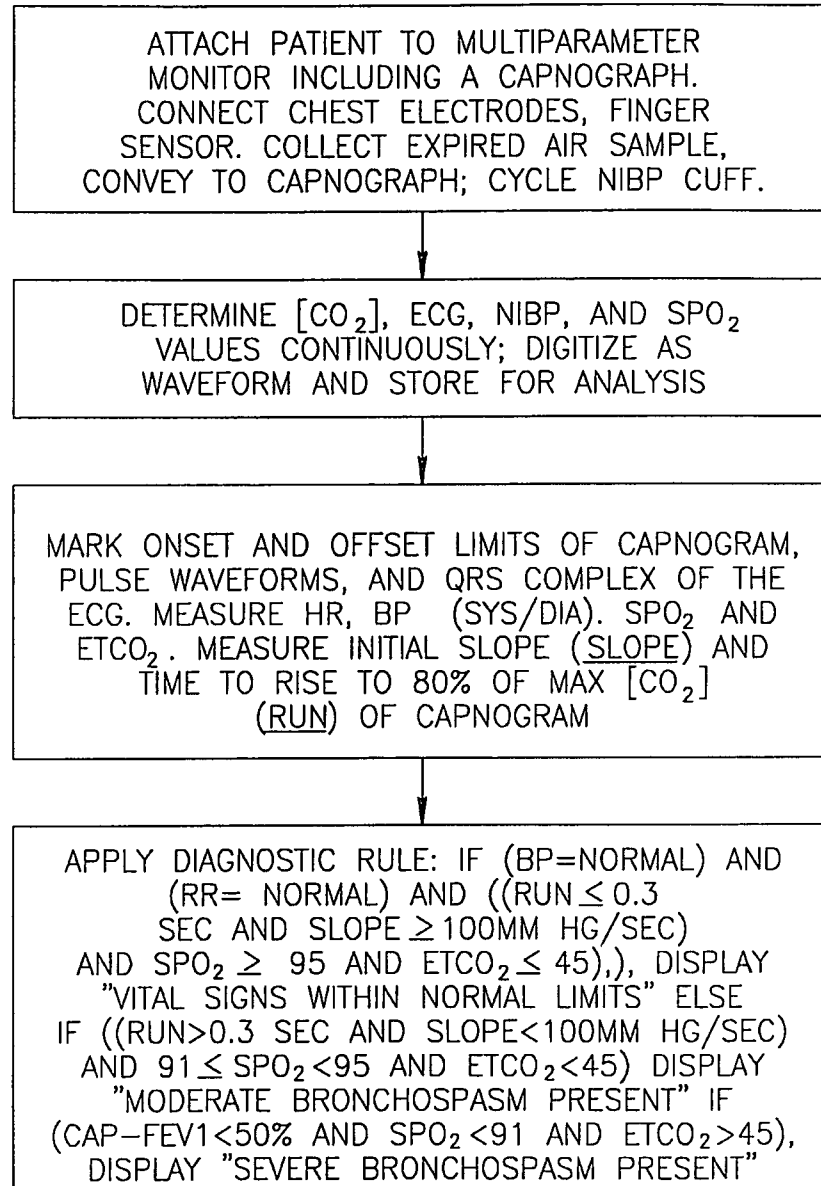 ATTACH PATIENT TO MULTIPARAMETER
MONITOR INCLUDING A CAPNOGRAPH.
CONNECT CHEST ELECTRODES, FINGER
SENSOR. COLLECT EXPIRED AIR SAMPLE,
CONVEY TO CAPNOGRAPH; CYCLE NIBP CUFF.
DETERMINE [CO₂], ECG, NIBP, AND SPO₂
VALUES CONTINUOUSLY; DIGITIZE AS
WAVEFORM AND STORE FOR ANALYSIS
MARK ONSET AND OFFSET LIMITS OF CAPNOGRAM,
PULSE WAVEFORMS, AND QRS COMPLEX OF THE
ECG. MEASURE HR, BP (SYS/DIA). SPO₂ AND
ETCO₂. MEASURE INITIAL SLOPE (SLOPE) AND
TIME TO RISE TO 80% OF MAX [CO₂]
(RUN) OF CAPNOGRAM
APPLY DIAGNOSTIC RULE: IF (BP=NORMAL) AND
(RR= NORMAL) AND ((RUN≤0.3
SEC AND SLOPE≥100MM HG/SEC)
AND SPO₂ ≥ 95 AND ETCO₂≤ 45),), DISPLAY
"VITAL SIGNS WITHIN NORMAL LIMITS" ELSE
IF ((RUN>0.3 SEC AND SLOPE<100MM HG/SEC)
AND 91≤SPO₂<95 AND ETCO₂<45) DISPLAY
"MODERATE BRONCHOSPASM PRESENT" IF
(CAP-FEV1<50% AND SPO₂<91 AND ETCO₂>45),
DISPLAY "SEVERE BRONCHOSPASM PRESENT"